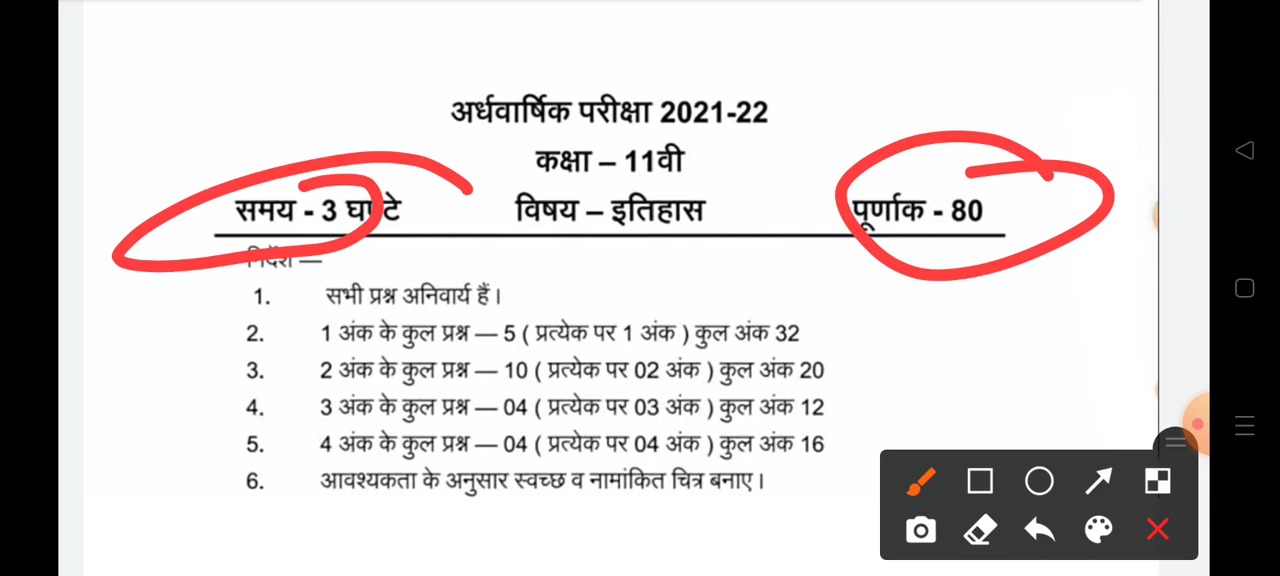 अर्धवार्षिक परीक्षा 2021-22
कक्षा – 11वी
समय - 3 घण्टे विषय – इतिहास पूर्णाक - 80
निर्देश —
1. सभी प्रश्न अनिवार्य हैं।
2. 1 अंक के कुल प्रश्न — 5 ( प्रत्येक पर 1 अंक ) कुल अंक 32
3. 2 अंक के कुल प्रश्न — 10 ( प्रत्येक पर 02 अंक ) कुल अंक 20
4. 3 अंक के कुल प्रश्न — 04 ( प्रत्येक पर 03 अंक ) कुल अंक 12
5. 4 अंक के कुल प्रश्न — 04 ( प्रत्येक पर 04 अंक ) कुल अंक 16
6. आवश्यकता के अनुसार स्वच्छ व नामांकित चित्र बनाए।